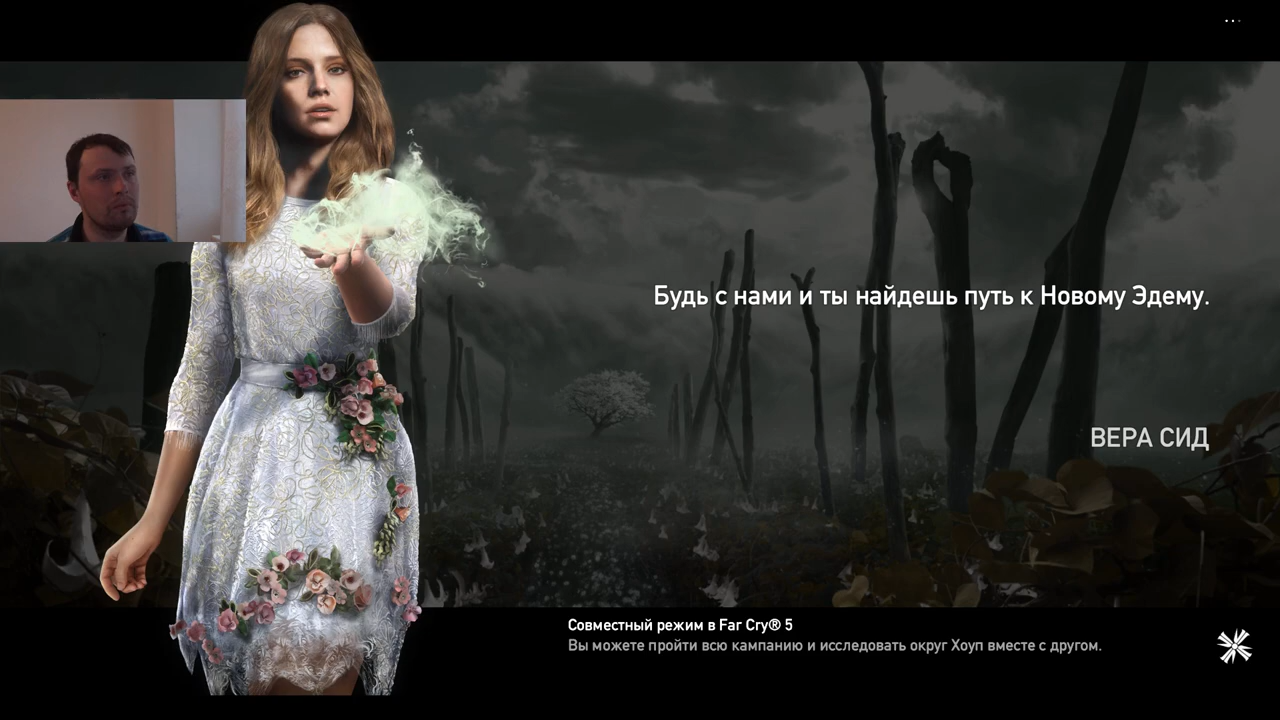 Будь с нами и ты найдешь путь к Новому Эдему.
ВЕРА СИД
Совместный режим в Far Cry® 5
Вы можете пройти всю кампанию и исследовать округ Хоуп вместе с другом.